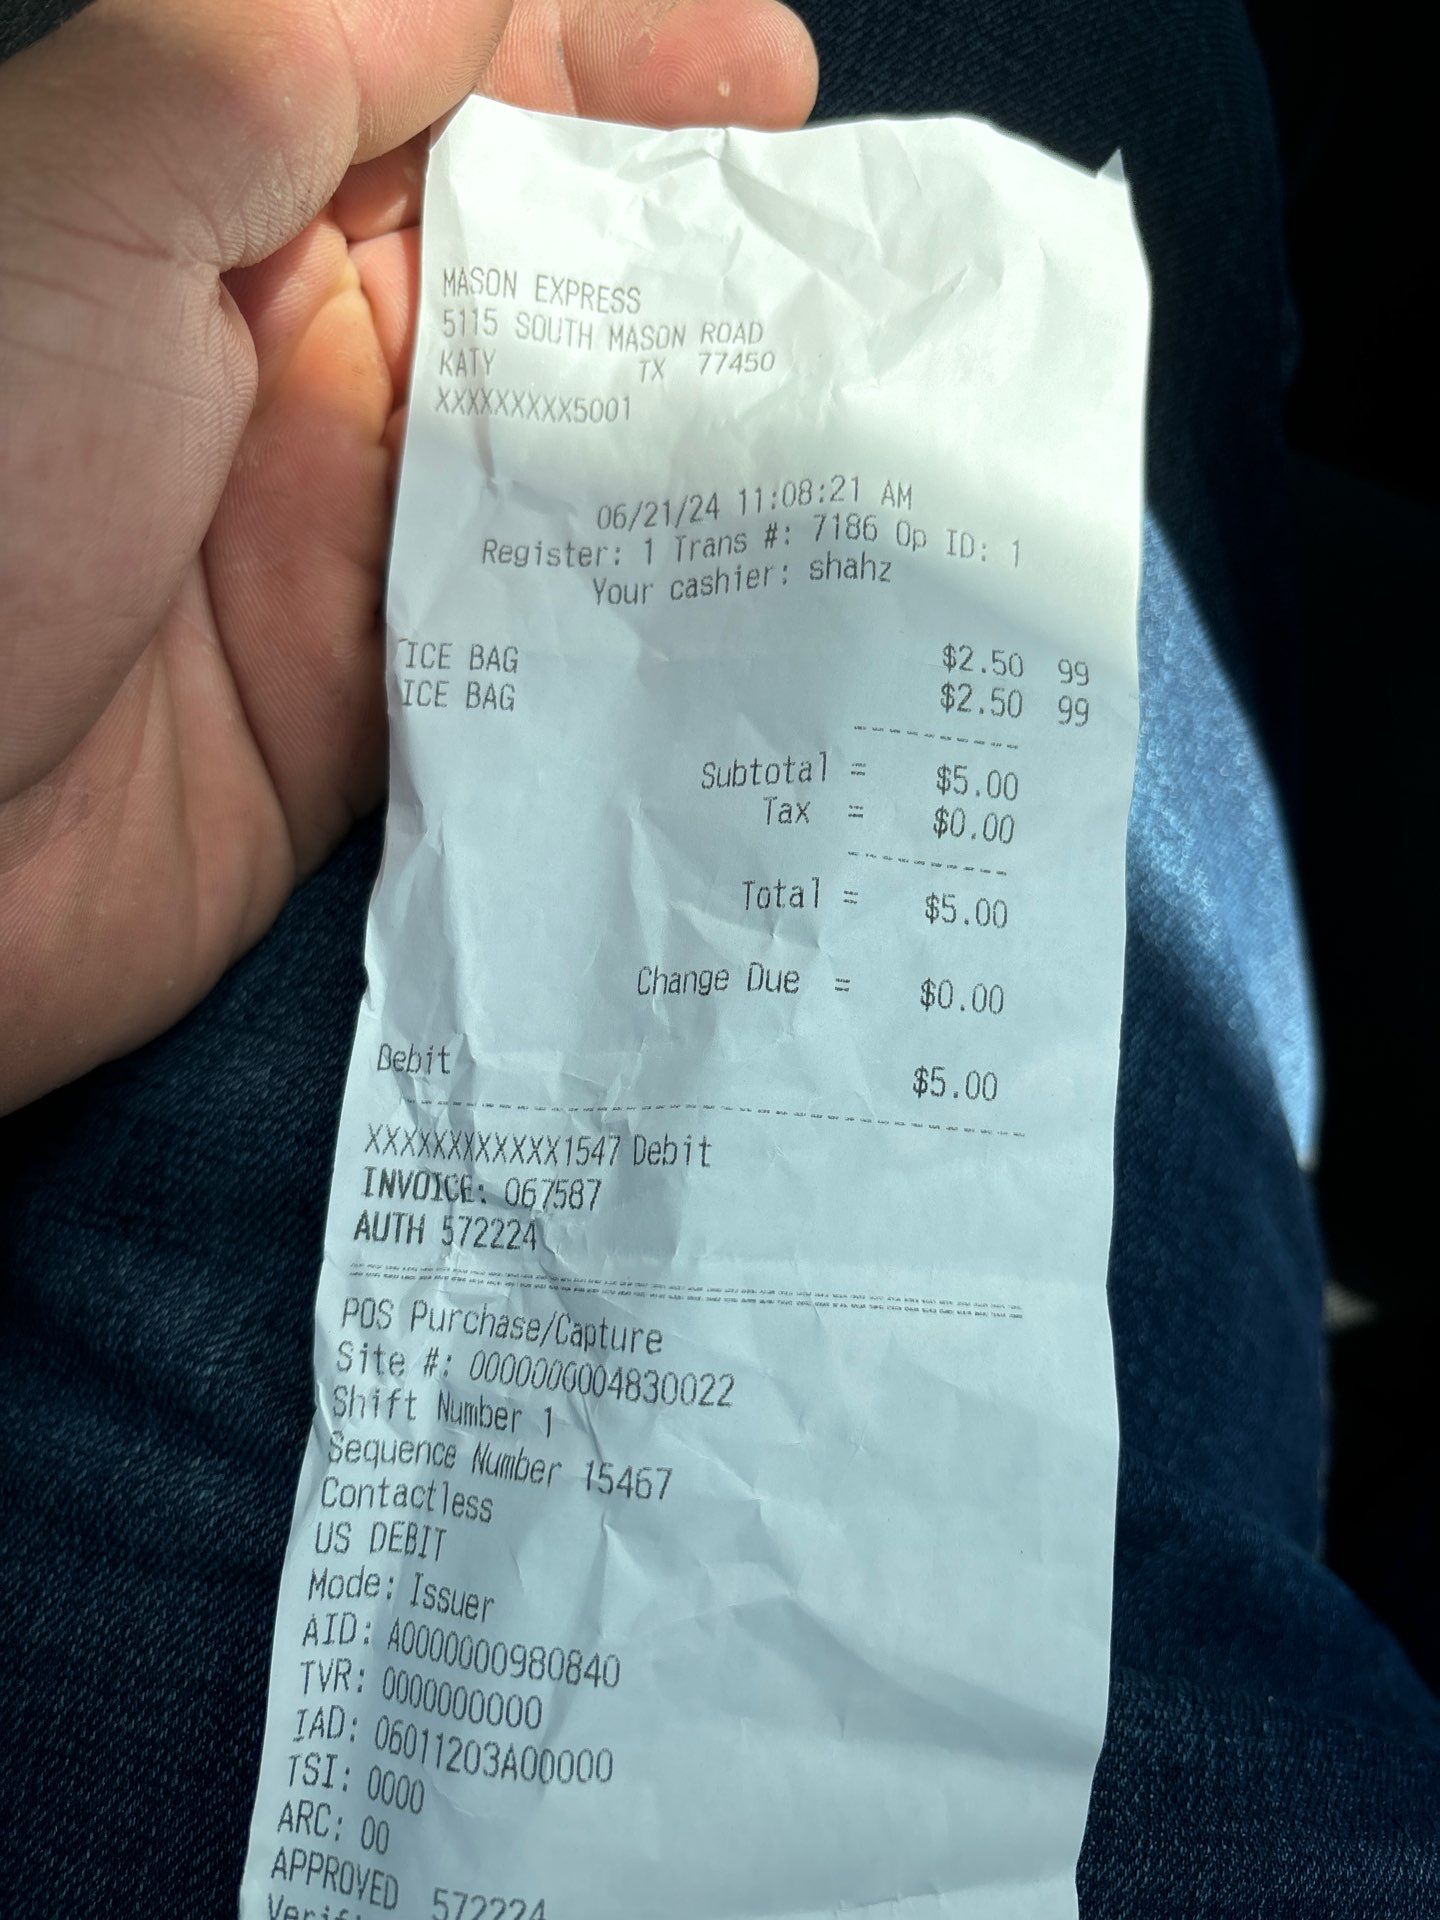 MASON EXPRESS
5115 SOUTH MASON ROAD
KATY TX 77450
XXXXXXXXX5001
06/21/24 11:08:21 AM
Register: 1 Trans #: 7186 Op ID: 1
Your cashier: shahz
ICE BAG $2.50 99
ICE BAG $2.50 99
Subtotal = $5.00
Tax = $0.00
Total = $5.00
Change Due = $0.00
Debit $5.00
XXXXXXXXXXXX1547 Debit
INVOICE: 067587
AUTH 572224
POS Purchase/Capture
Site #: 0000000004830022
Shift Number 1
Sequence Number 15467
Contactless
US DEBIT
Mode: Issuer
AID: A0000000980840
TVR: 0000000000
IAD: 06011203A00000
TSI: 0000
ARC: 00
APPROVED 572224